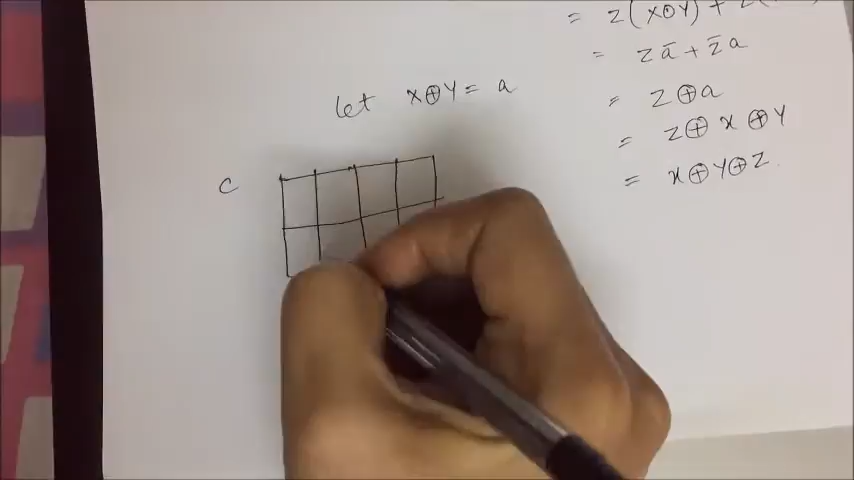 = z(x⊙y) +
= z ā + z̄ a
let x⊕y = a
= z ⊕ a
= z ⊕ x ⊕ y
= x ⊕ y ⊕ z.
C